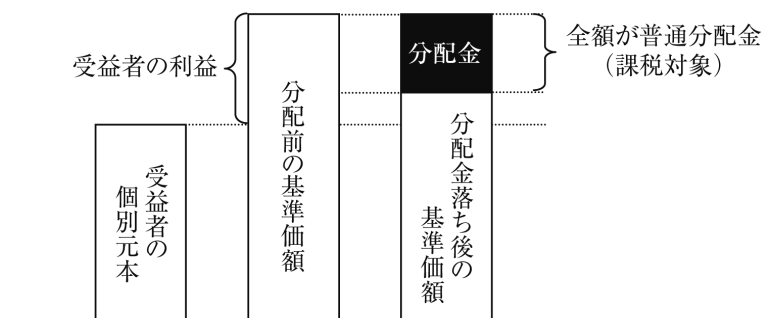 受益者の利益
受益者の
個別元本
分配前の基準価額
分配金
分配金落ち後の
基準価額
全額が普通分配金
（課税対象）